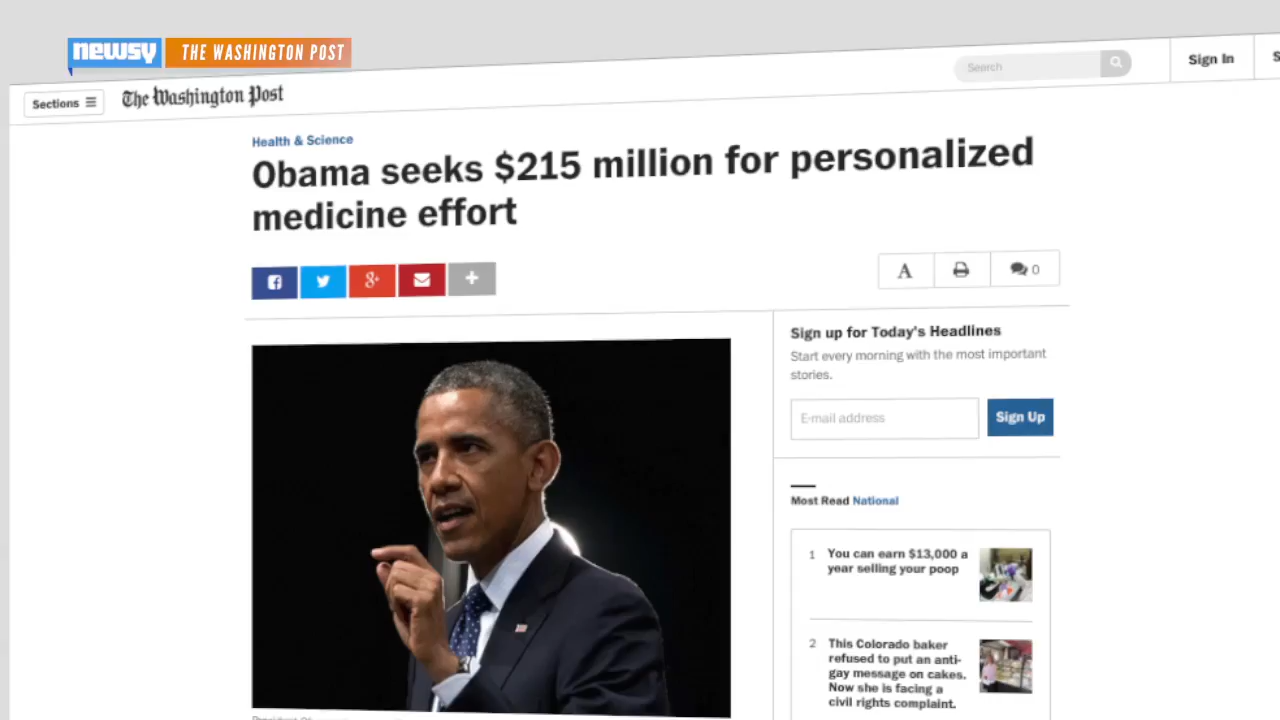 newsy THE WASHINGTON POST
Search
Sign In
S
Sections
The Washington Post
Health & Science
Obama seeks $215 million for personalized
medicine effort
g+
A
0
Sign up for Today's Headlines
Start every morning with the most important
stories.
E-mail address
Sign Up
Most Read National
1
You can earn $13,000 a
year selling your poop
2
This Colorado baker
refused to put an anti-
gay message on cakes.
Now she is facing a
civil rights complaint.